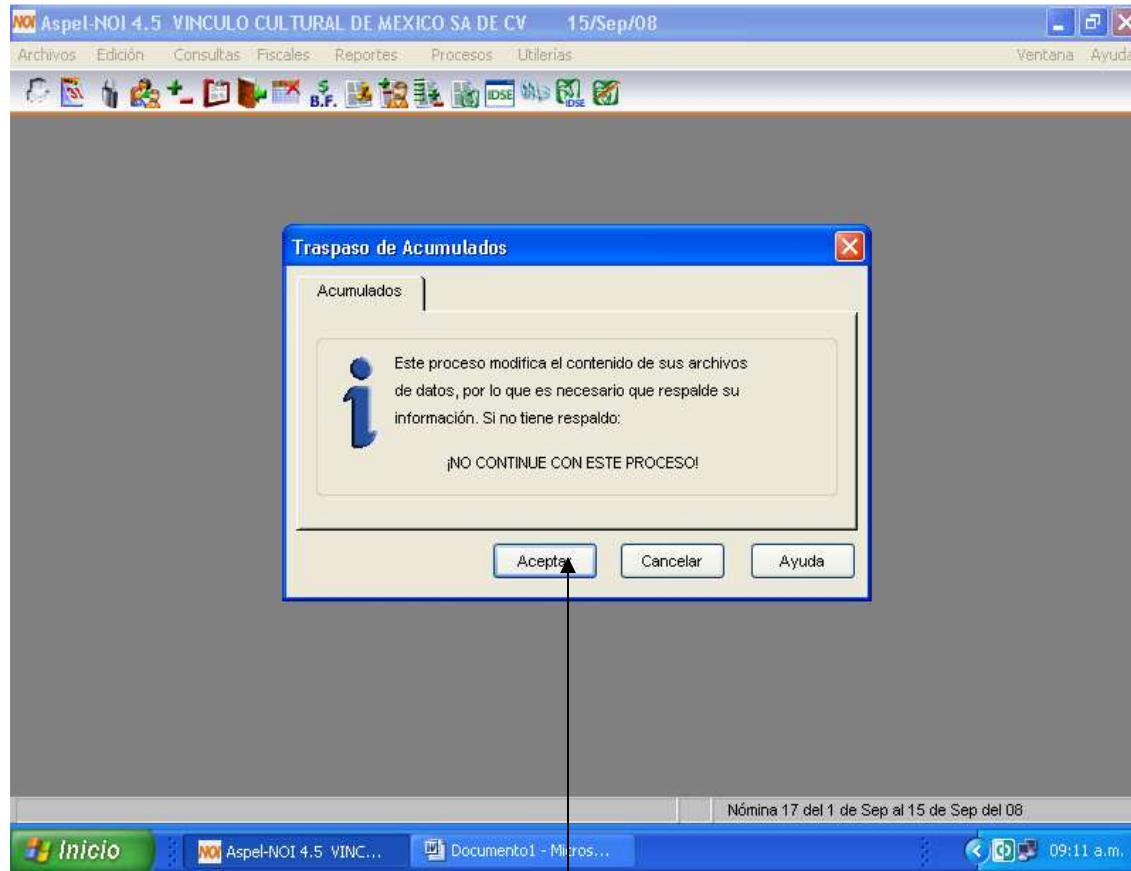 NOI Aspel-NOI 4.5 VINCULO CULTURAL DE MEXICO SA DE CV 15/Sep/08
Archivos Edición Consultas Fiscales Reportes Procesos Utilerías Ventana Ayuda
$ B.F. IDSE IDSE
Traspaso de Acumulados
Acumulados
Este proceso modifica el contenido de sus archivos
de datos, por lo que es necesario que respalde su
información. Si no tiene respaldo:
¡NO CONTINUE CON ESTE PROCESO!
Aceptar Cancelar Ayuda
Nómina 17 del 1 de Sep al 15 de Sep del 08
Inicio NOI Aspel-NOI 4.5 VINC... Documento1 - Micros... 09:11 a.m.